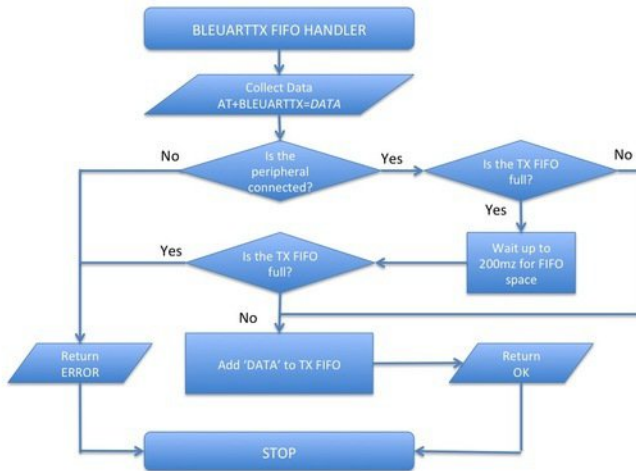 BLEUARTTX FIFO HANDLER
Collect Data
AT+BLEUARTTX=DATA
No
Is the
peripheral
connected?
Yes
Is the TX FIFO
full?
No
Yes
Yes
Is the TX FIFO
full?
Wait up to
200mz for FIFO
space
No
Return
ERROR
Add ‘DATA’ to TX FIFO
Return
OK
STOP